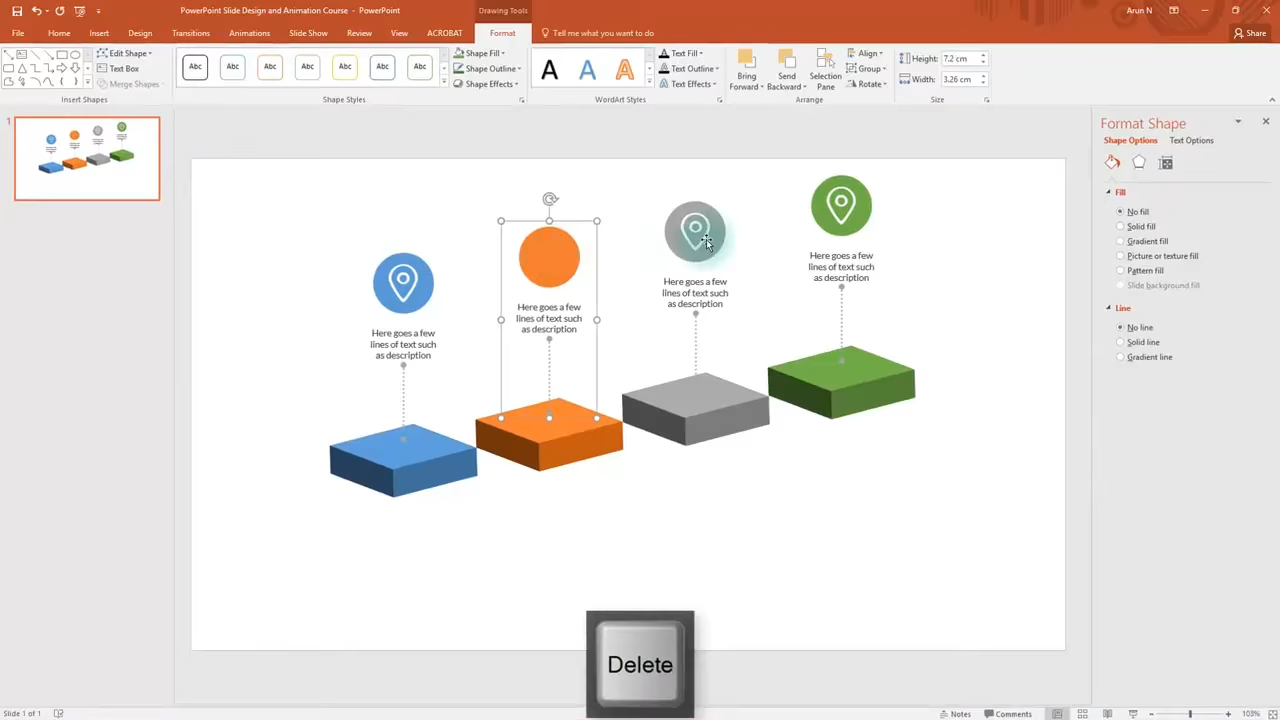 PowerPoint Slide Design and Animation Course - PowerPoint
Drawing Tools
Arun N
File Home Insert Design Transitions Animations Slide Show Review View ACROBAT Format Tell me what you want to do Share
Edit Shape
Text Box
Merge Shapes
Insert Shapes
Abc Abc Abc Abc Abc Abc Abc
Shape Fill
Shape Outline
Shape Effects
Shape Styles
A A A
Text Fill
Text Outline
Text Effects
WordArt Styles
Bring
Forward
Send
Backward
Selection
Pane
Align
Group
Rotate
Arrange
Height: 7.2 cm
Width: 3.26 cm
Size
1
Here goes a few
lines of text such
as description
Here goes a few
lines of text such
as description
Here goes a few
lines of text such
as description
Here goes a few
lines of text such
as description
Delete
Format Shape
Shape Options Text Options
Fill
No fill
Solid fill
Gradient fill
Picture or texture fill
Pattern fill
Slide background fill
Line
No line
Solid line
Gradient line
Slide 1 of 1
Notes
Comments
103%